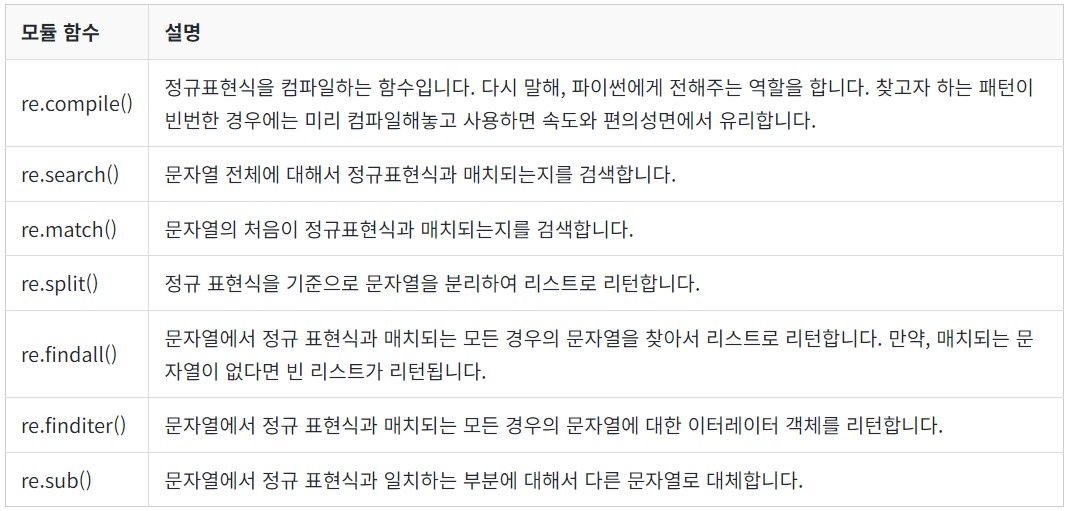 모듈 함수 설명
re.compile() 정규표현식을 컴파일하는 함수입니다. 다시 말해, 파이썬에게 전해주는 역할을 합니다. 찾고자 하는 패턴이
빈번한 경우에는 미리 컴파일해놓고 사용하면 속도와 편의성면에서 유리합니다.
re.search() 문자열 전체에 대해서 정규표현식과 매치되는지를 검색합니다.
re.match() 문자열의 처음이 정규표현식과 매치되는지를 검색합니다.
re.split() 정규 표현식을 기준으로 문자열을 분리하여 리스트로 리턴합니다.
re.findall() 문자열에서 정규 표현식과 매치되는 모든 경우의 문자열을 찾아서 리스트로 리턴합니다. 만약, 매치되는 문
자열이 없다면 빈 리스트가 리턴됩니다.
re.finditer() 문자열에서 정규 표현식과 매치되는 모든 경우의 문자열에 대한 이터레이터 객체를 리턴합니다.
re.sub() 문자열에서 정규 표현식과 일치하는 부분에 대해서 다른 문자열로 대체합니다.